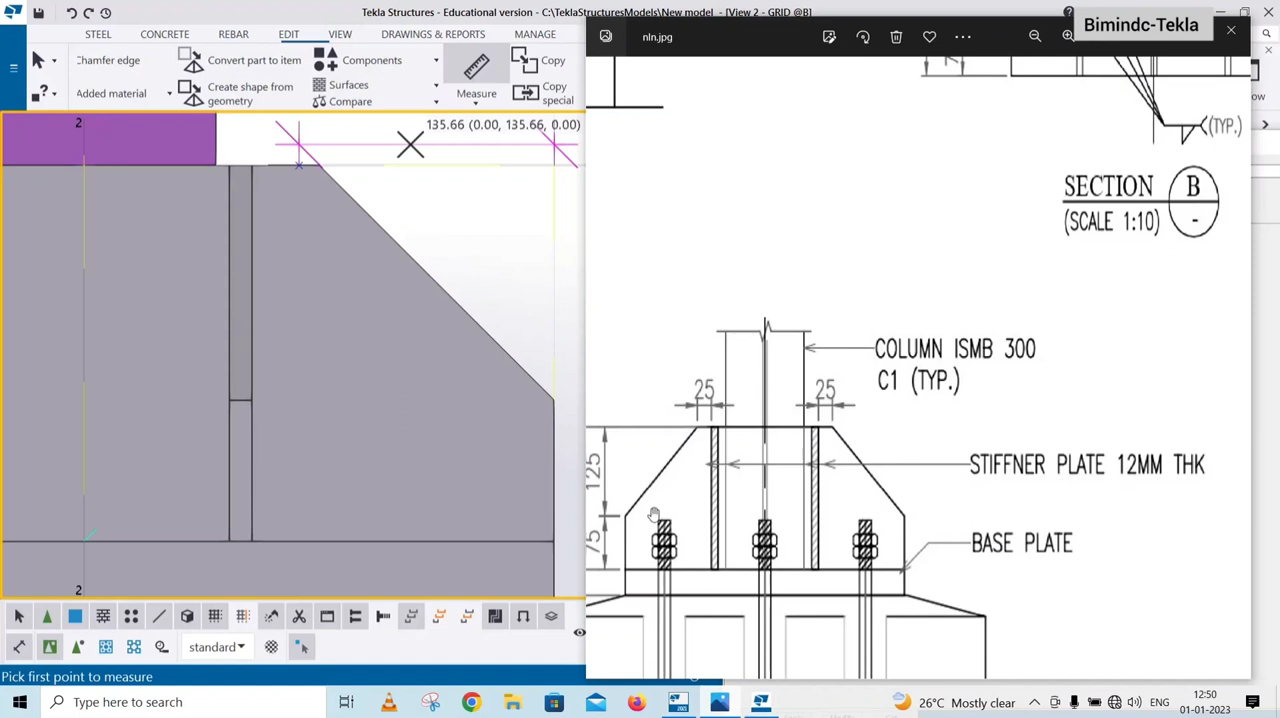 Tekla Structures - Educational version - C:\TeklaStructuresModels\New model - [View 2 - GRID @B]
Bimindc-Tekla
STEEL CONCRETE REBAR EDIT VIEW DRAWINGS & REPORTS MANAGE
nln.jpg
Chamfer edge
Convert part to item
Components
Copy
Added material
Create shape from geometry
Surfaces
Compare
Measure
Copy special
2
135.66 (0.00, 135.66, 0.00)
(TYP.)
SECTION B
(SCALE 1:10) -
COLUMN ISMB 300
C1 (TYP.)
25 25
125
STIFFNER PLATE 12MM THK
75
BASE PLATE
2
standard
Pick first point to measure
Type here to search
26°C Mostly clear
ENG
12:50
01-01-2023